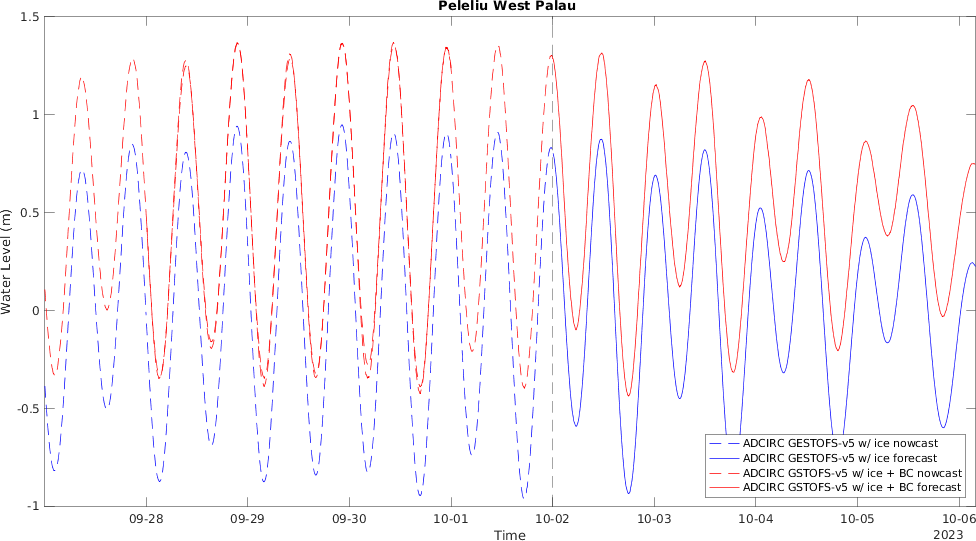 Peleliu West Palau
1.5
1
0.5
0
-0.5
-1
Water Level (m)
ADCIRC GESTOFS-v5 w/ ice nowcast
ADCIRC GESTOFS-v5 w/ ice forecast
ADCIRC GSTOFS-v5 w/ ice + BC nowcast
ADCIRC GSTOFS-v5 w/ ice + BC forecast
09-28 09-29 09-30 10-01 10-02 10-03 10-04 10-05 10-06
Time
2023